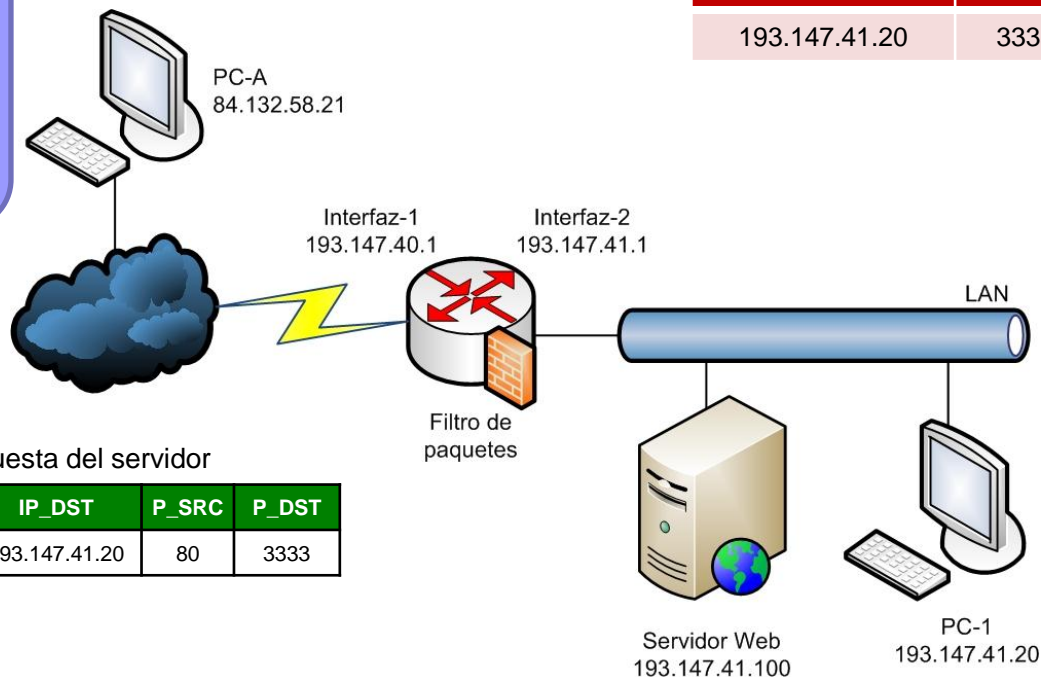 193.147.41.20
PC-A
84.132.58.21
Interfaz-1
193.147.40.1
Interfaz-2
193.147.41.1
LAN
Filtro de
paquetes
del servidor
IP_DST P_SRC P_DST
80 3333
Servidor Web
193.147.41.100
PC-1
193.147.41.20